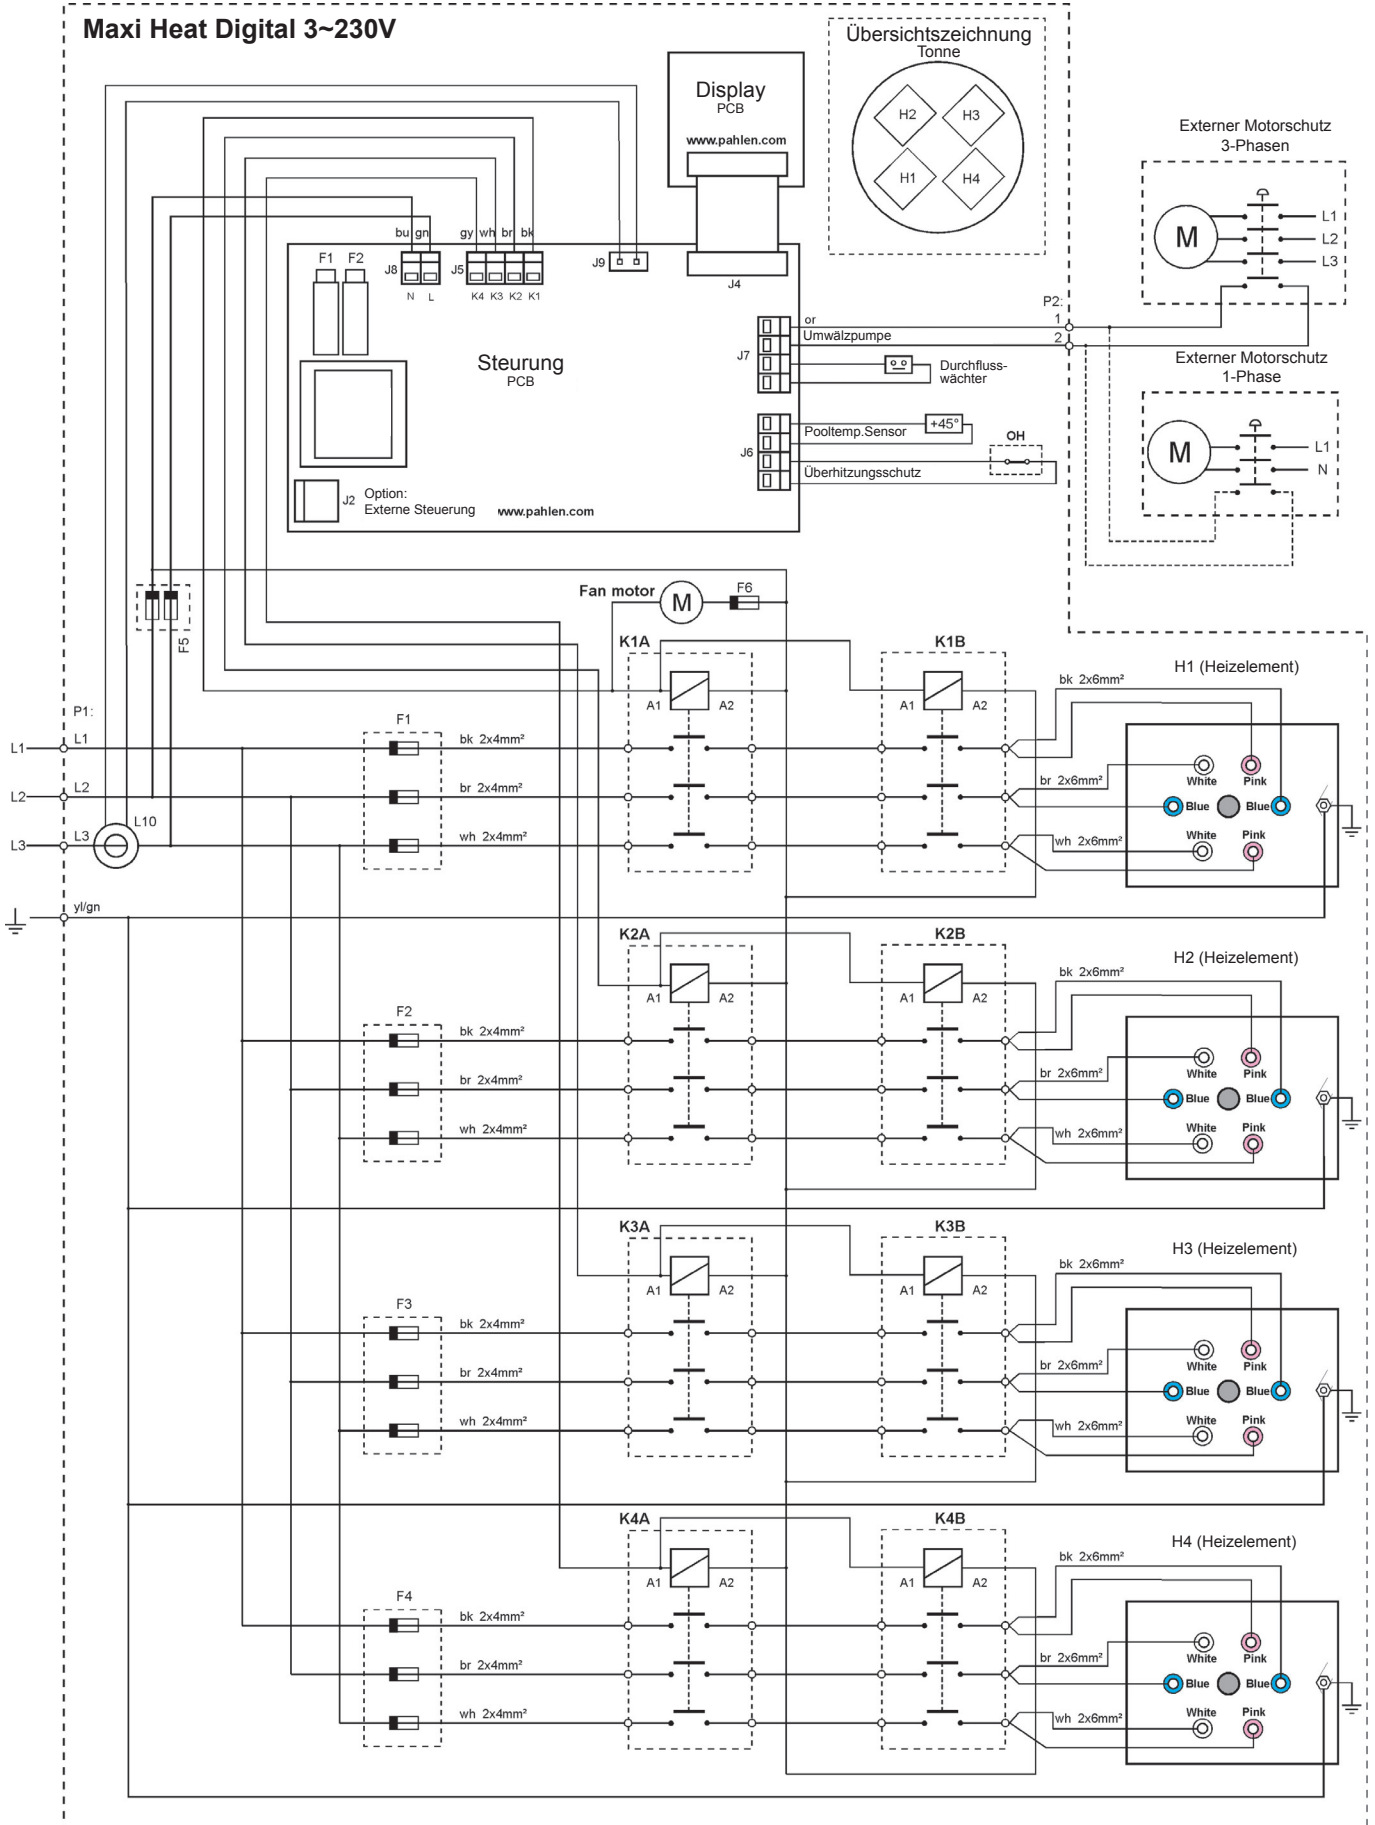 Maxi Heat Digital 3~230V
Display
PCB
www.pahlen.com
Übersichtszeichnung
Tonne
H2
H3
H1
H4
Externer Motorschutz
3-Phasen
M
L1
L2
L3
bu gn
gy wh br bk
F1 F2
J8
N L
J5
K4 K3 K2 K1
J9
J4
Steurung
PCB
J7
or
Umwälzpumpe
P2:
1
2
Durchfluss-
wächter
Externer Motorschutz
1-Phase
M
L1
N
J6
Pooltemp.Sensor
+45°
OH
Überhitzungsschutz
J2
Option:
Externe Steuerung
www.pahlen.com
F5
Fan motor
M
F6
K1A
A1 A2
K1B
A1 A2
H1 (Heizelement)
P1:
L1
L1
L2
L2
L3
L3
L10
yl/gn
F1
bk 2x4mm²
br 2x4mm²
wh 2x4mm²
bk 2x6mm²
br 2x6mm²
wh 2x6mm²
White Pink
Blue Blue
White Pink
K2A
A1 A2
K2B
A1 A2
H2 (Heizelement)
F2
bk 2x4mm²
br 2x4mm²
wh 2x4mm²
bk 2x6mm²
br 2x6mm²
wh 2x6mm²
White Pink
Blue Blue
White Pink
K3A
A1 A2
K3B
A1 A2
H3 (Heizelement)
F3
bk 2x4mm²
br 2x4mm²
wh 2x4mm²
bk 2x6mm²
br 2x6mm²
wh 2x6mm²
White Pink
Blue Blue
White Pink
K4A
A1 A2
K4B
A1 A2
H4 (Heizelement)
F4
bk 2x4mm²
br 2x4mm²
wh 2x4mm²
bk 2x6mm²
br 2x6mm²
wh 2x6mm²
White Pink
Blue Blue
White Pink